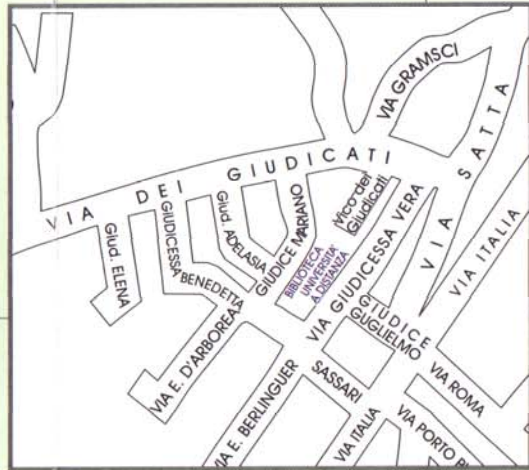 VIA GRAMSCI
VIA SATTA
VIA DEI GIUDICATI
VIA ITALIA
Vico dei
Giudicati
GIUDICE MARIANO
Giud. ADELASIA
GIUDICESSA
BENEDETTA
Giud. ELENA
BIBLIOTECA
UNIVERSITA'
A DISTANZA
VIA GIUDICESSA VERA
GIUDICE
GUGLIELMO
VIA E. D'ARBOREA
VIA E. BERLINGUER
SASSARI
VIA ROMA
VIA ITALIA
VIA PORTO